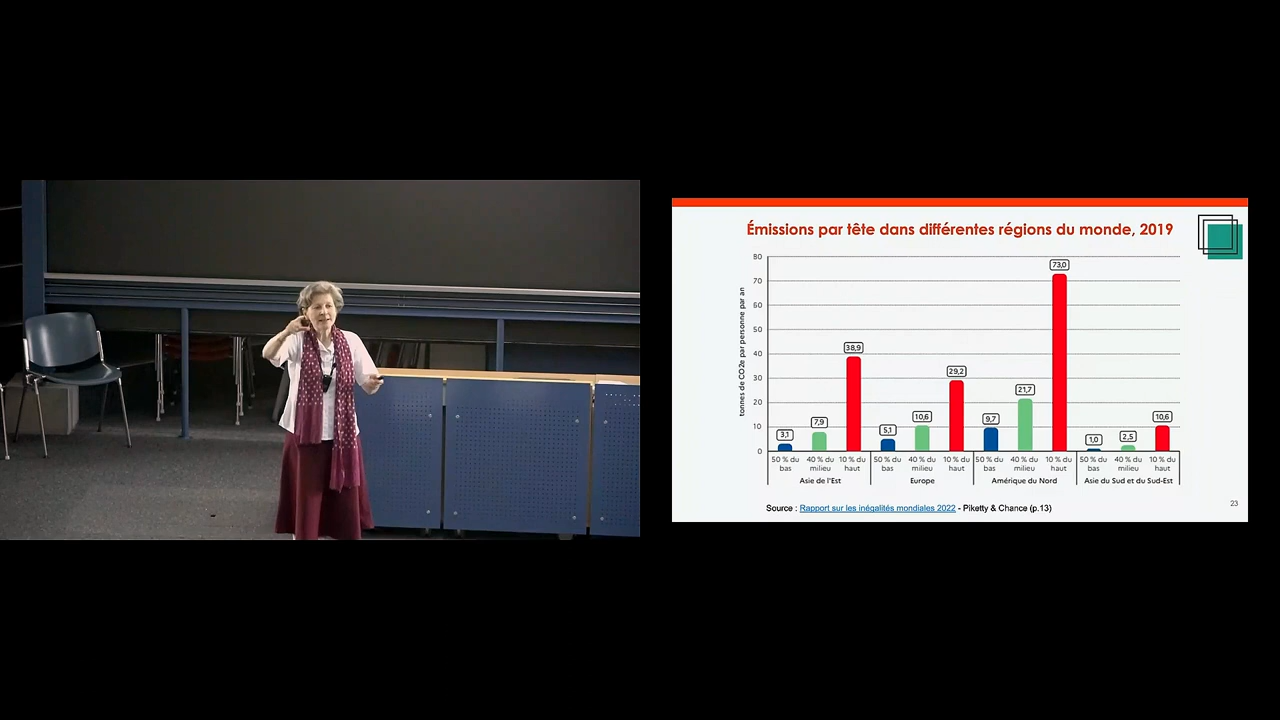 Émissions par tête dans différentes régions du monde, 2019
tonnes de CO2e par personne par an
80
70
60
50
40
30
20
10
0
3,1
7,9
38,9
5,1
10,6
29,2
9,7
21,7
73,0
1,0
2,5
10,6
50 % du bas
40 % du milieu
10 % du haut
50 % du bas
40 % du milieu
10 % du haut
50 % du bas
40 % du milieu
10 % du haut
50 % du bas
40 % du milieu
10 % du haut
Asie de l'Est
Europe
Amérique du Nord
Asie du Sud et du Sud-Est
Source : Rapport sur les inégalités mondiales 2022 - Piketty & Chance (p.13)
23